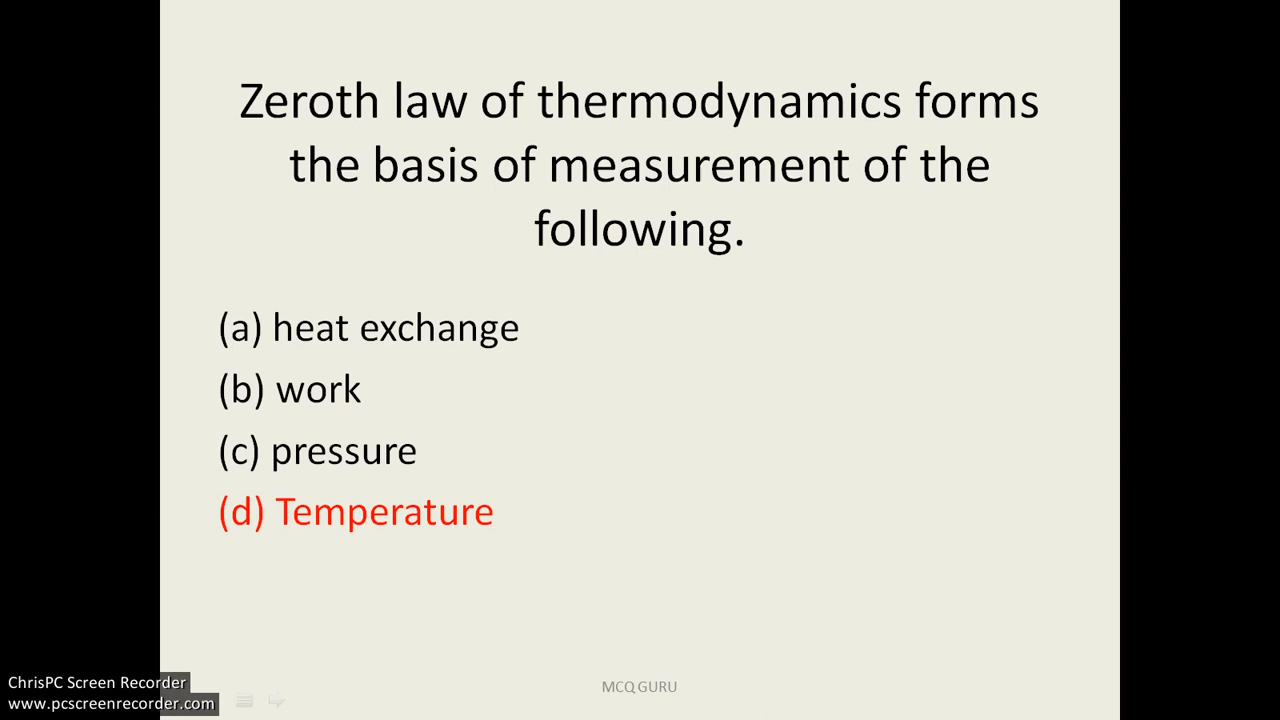 Zeroth law of thermodynamics forms
the basis of measurement of the
following.
(a) heat exchange
(b) work
(c) pressure
(d) Temperature
MCQ GURU
ChrisPC Screen Recorder
www.pcscreenrecorder.com